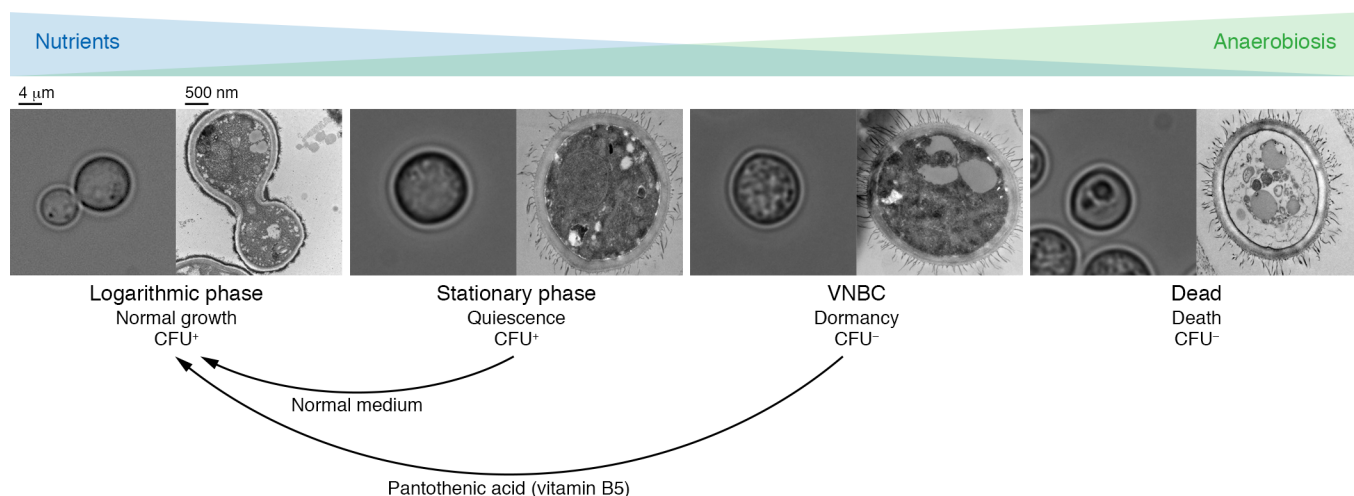 Nutrients
Anaerobiosis
4 μm
500 nm
Logarithmic phase
Normal growth
CFU⁺
Stationary phase
Quiescence
CFU⁺
VNBC
Dormancy
CFU⁻
Dead
Death
CFU⁻
Normal medium
Pantothenic acid (vitamin B5)